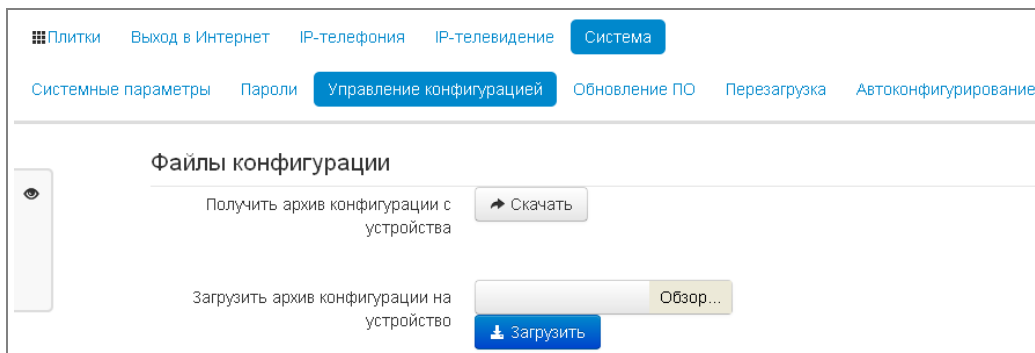 Плитки Выход в Интернет IP-телефония IP-телевидение Система
Системные параметры Пароли Управление конфигурацией Обновление ПО Перезагрузка Автоконфигурирование
Файлы конфигурации
Получить архив конфигурации с
устройства
Скачать
Загрузить архив конфигурации на
устройство
Обзор...
Загрузить